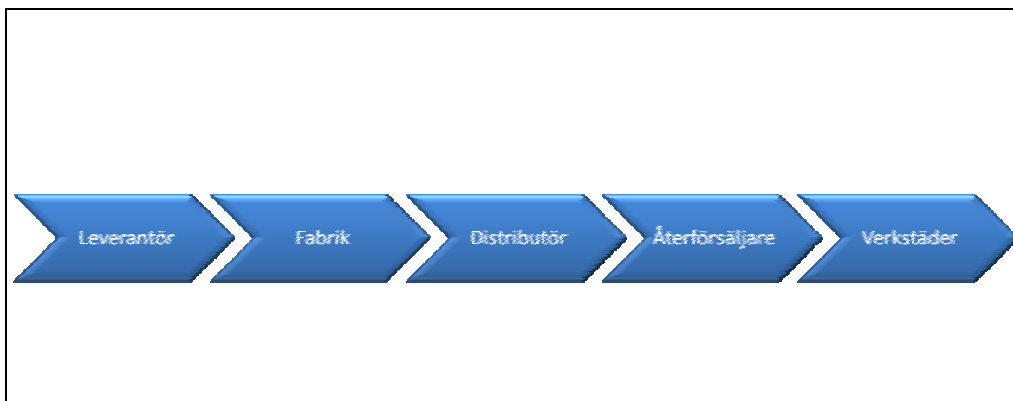 Leverantör
Fabrik
Distributör
Återförsäljare
Verkstäder